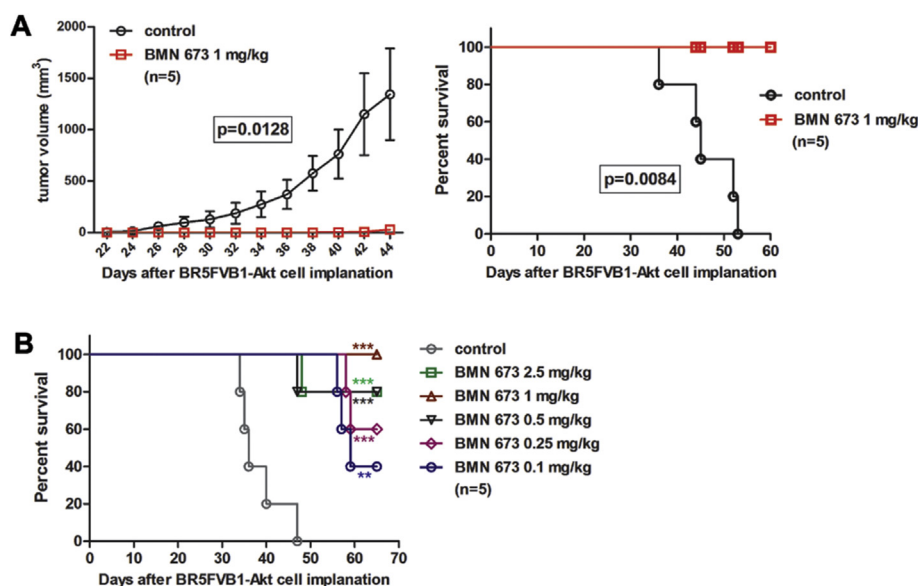 A
tumor volume (mm³)
2000
1500
1000
500
0
22 24 26 28 30 32 34 36 38 40 42 44
Days after BR5FVB1-Akt cell implanation
control
BMN 673 1 mg/kg
(n=5)
p=0.0128
Percent survival
100
80
60
40
20
0
0 10 20 30 40 50 60
Days after BR5FVB1-Akt cell implanation
p=0.0084
control
BMN 673 1 mg/kg
(n=5)
B
Percent survival
100
80
60
40
20
0
0 10 20 30 40 50 60 70
Days after BR5FVB1-Akt cell implanation
***
***
***
***
**
control
BMN 673 2.5 mg/kg
BMN 673 1 mg/kg
BMN 673 0.5 mg/kg
BMN 673 0.25 mg/kg
BMN 673 0.1 mg/kg
(n=5)